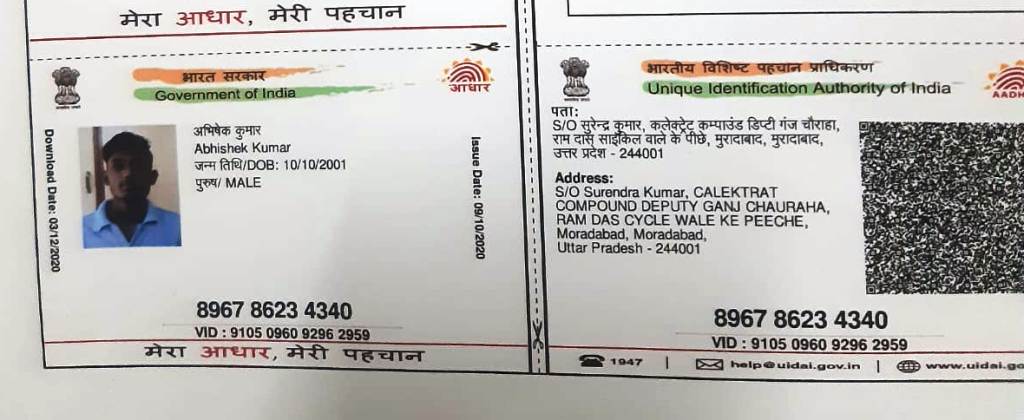 मेरा आधार, मेरी पहचान
भारत सरकार
Government of India
आधार
Download Date: 03/12/2020
अभिषेक कुमार
Abhishek Kumar
जन्म तिथि/DOB: 10/10/2001
पुरुष/ MALE
Issue Date: 09/10/2020
8967 8623 4340
VID : 9105 0960 9296 2959
मेरा आधार, मेरी पहचान
भारतीय विशिष्ट पहचान प्राधिकरण
Unique Identification Authority of India
AADH
पता:
S/O सुरेन्द्र कुमार, कलेक्ट्रेट कम्पाउंड डिप्टी गंज चौराहा,
राम दास साईकिल वाले के पीछे, मुरादाबाद, मुरादाबाद,
उत्तर प्रदेश - 244001
Address:
S/O Surendra Kumar, CALEKTRAT
COMPOUND DEPUTY GANJ CHAURAHA,
RAM DAS CYCLE WALE KE PEECHE,
Moradabad, Moradabad,
Uttar Pradesh - 244001
8967 8623 4340
VID : 9105 0960 9296 2959
1947 | help@uidai.gov.in | www.uidai.go